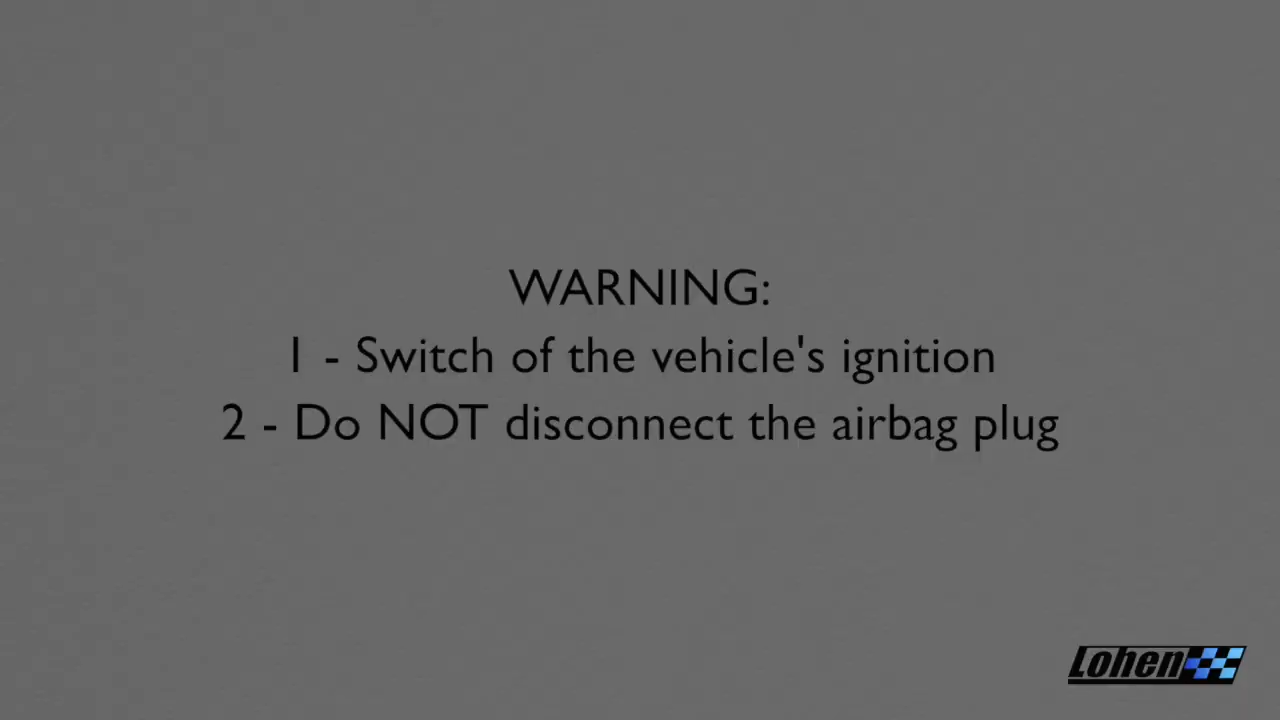 WARNING:
1 - Switch of the vehicle's ignition
2 - Do NOT disconnect the airbag plug
Lohen